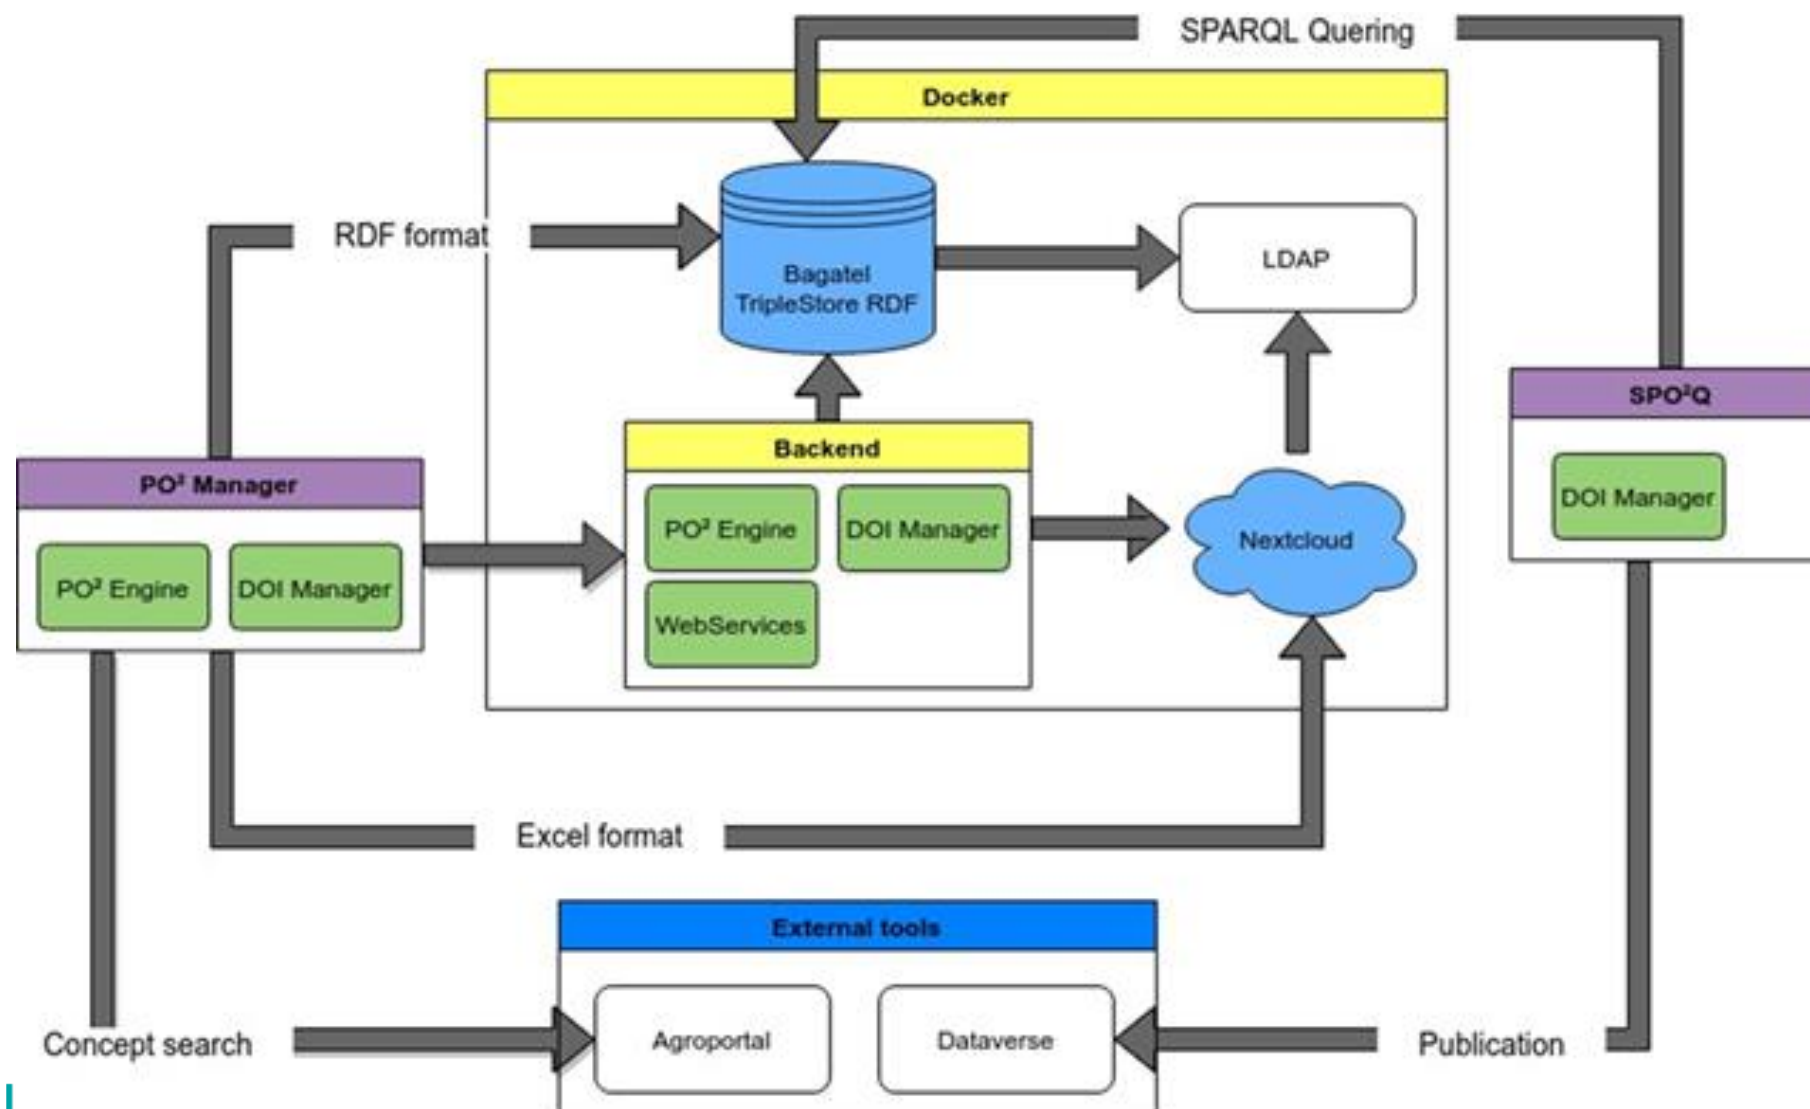 SPARQL Quering
Docker
RDF format
Bagatel
TripleStore RDF
LDAP
SPO²Q
DOI Manager
Backend
PO² Engine
DOI Manager
WebServices
Nextcloud
PO² Manager
PO² Engine
DOI Manager
Excel format
External tools
Agroportal
Dataverse
Concept search
Publication